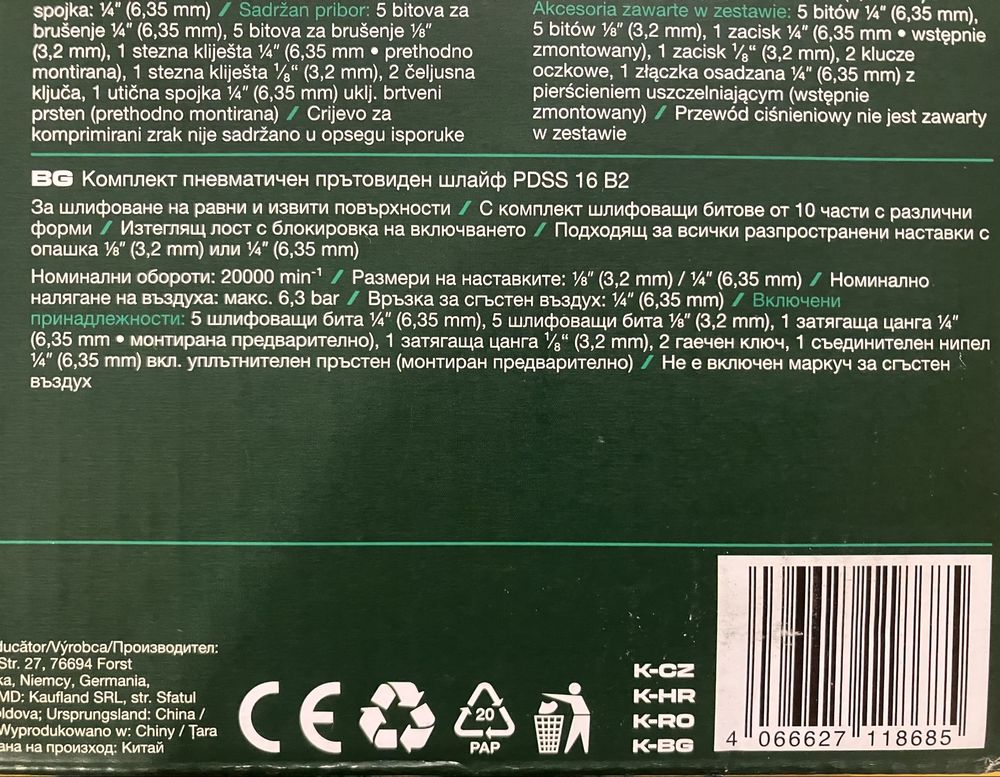 spojka: ¼" (6,35 mm) / Sadržan pribor: 5 bitova za
brušenje ¼" (6,35 mm), 5 bitova za brušenje ⅛"
(3,2 mm), 1 stezna kliješta ¼" (6,35 mm • prethodno
montirana), 1 stezna kliješta ⅛" (3,2 mm), 2 čeljusna
ključa, 1 utična spojka ¼" (6,35 mm) uklj. brtveni
prsten (prethodno montirana) / Crijevo za
komprimirani zrak nije sadržano u opsegu isporuke
Akcesoria zawarte w zestawie: 5 bitów ¼" (6,35 mm),
5 bitów ⅛" (3,2 mm), 1 zacisk ¼" (6,35 mm • wstępnie
zmontowany), 1 zacisk ⅛" (3,2 mm), 2 klucze
oczkowe, 1 złączka osadzana ¼" (6,35 mm) z
pierścieniem uszczelniającym (wstępnie
zmontowany) / Przewód ciśnieniowy nie jest zawarty
w zestawie
BG Комплект пневматичен прътовиден шлайф PDSS 16 B2
За шлифоване на равни и извити повърхности / С комплект шлифоващи битове от 10 части с различни
форми / Изтеглящ лост с блокировка на включването / Подходящ за всички разпространени наставки с
опашка ⅛" (3,2 mm) или ¼" (6,35 mm)
Номинални обороти: 20000 min⁻¹ / Размери на наставките: ⅛" (3,2 mm) / ¼" (6,35 mm) / Номинално
налягане на въздуха: макс. 6,3 bar / Връзка за сгъстен въздух: ¼" (6,35 mm) / Включени
принадлежности: 5 шлифоващи бита ¼" (6,35 mm), 5 шлифоващи бита ⅛" (3,2 mm), 1 затягаща цанга ¼"
(6,35 mm • монтирана предварително), 1 затягаща цанга ⅛" (3,2 mm), 2 гаечен ключ, 1 съединителен нипел
¼" (6,35 mm) вкл. уплътнителен пръстен (монтиран предварително) / Не е включен маркуч за сгъстен
въздух
ducător/Výrobca/Производител:
Str. 27, 76694 Forst
ka, Niemcy, Germania,
MD: Kaufland SRL, str. Sfatul
ldova; Ursprungsland: China /
Wyprodukowano w: Chiny / Țara
ана на произход: Китай
CE
20
PAP
K-CZ
K-HR
K-RO
K-BG
4 066627 118685